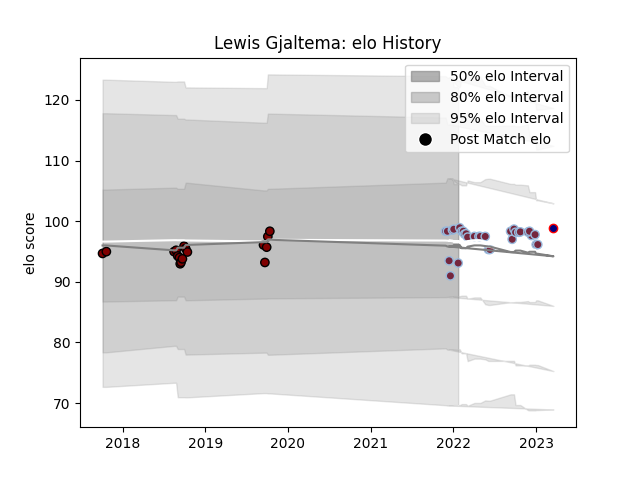 Lewis Gjaltema: elo History
50% elo Interval
80% elo Interval
95% elo Interval
Post Match elo
elo score
120
110
100
90
80
70
2018 2019 2020 2021 2022 2023